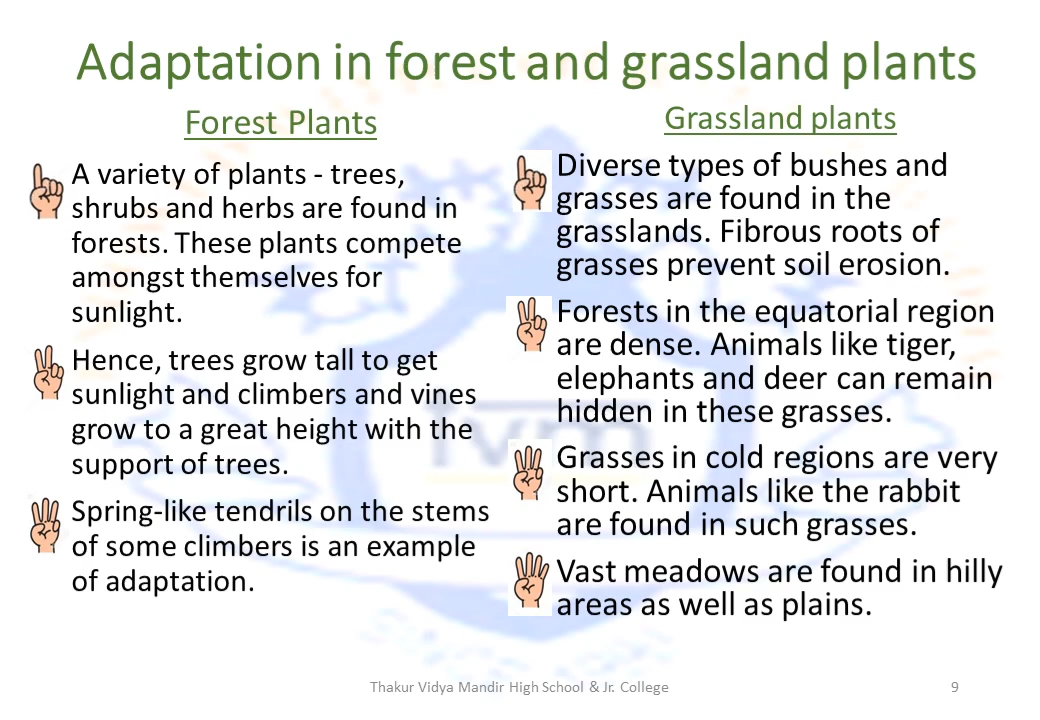 Adaptation in forest and grassland plants
Forest Plants
A variety of plants - trees,
shrubs and herbs are found in
forests. These plants compete
amongst themselves for
sunlight.
Hence, trees grow tall to get
sunlight and climbers and vines
grow to a great height with the
support of trees.
Spring-like tendrils on the stems
of some climbers is an example
of adaptation.
Grassland plants
Diverse types of bushes and
grasses are found in the
grasslands. Fibrous roots of
grasses prevent soil erosion.
Forests in the equatorial region
are dense. Animals like tiger,
elephants and deer can remain
hidden in these grasses.
Grasses in cold regions are very
short. Animals like the rabbit
are found in such grasses.
Vast meadows are found in hilly
areas as well as plains.
Thakur Vidya Mandir High School & Jr. College
9